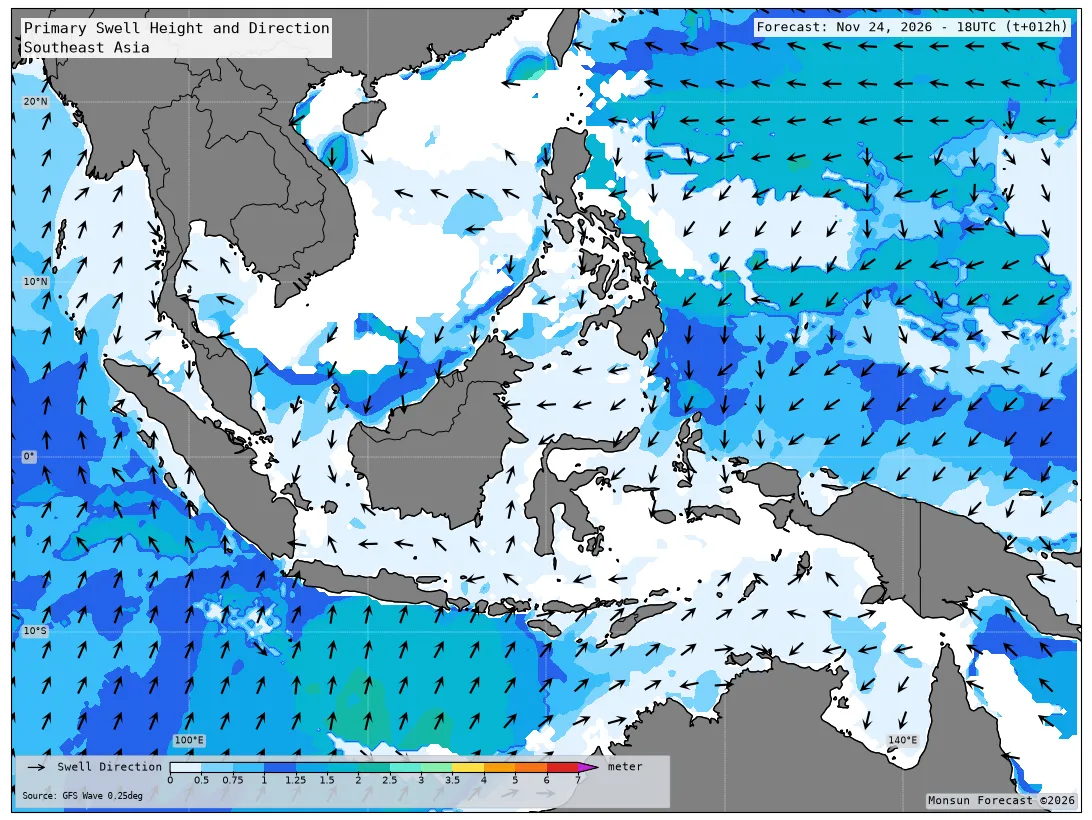 Primary Swell Height and Direction
Southeast Asia
Forecast: Nov 24, 2026 - 18UTC (t+012h)
20°N
10°N
0°
10°S
100°E
140°E
Swell Direction
0 0.5 0.75 1 1.25 1.5 2 2.5 3 3.5 4 5 6 7
meter
Source: GFS Wave 0.25deg
Monsun Forecast ©2026